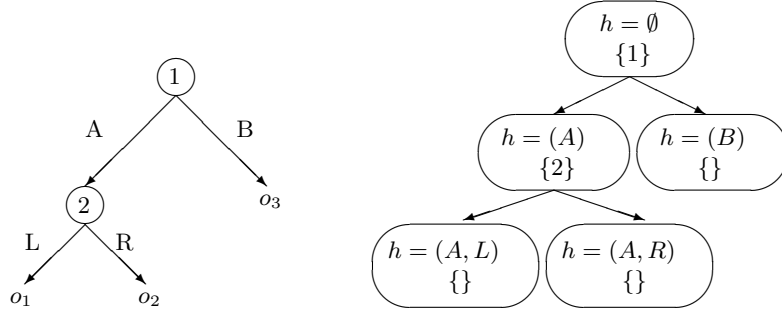 1
A
B
2
o₃
L
R
o₁
o₂
h = ∅
{1}
h = (A)
{2}
h = (B)
{}
h = (A, L)
{}
h = (A, R)
{}